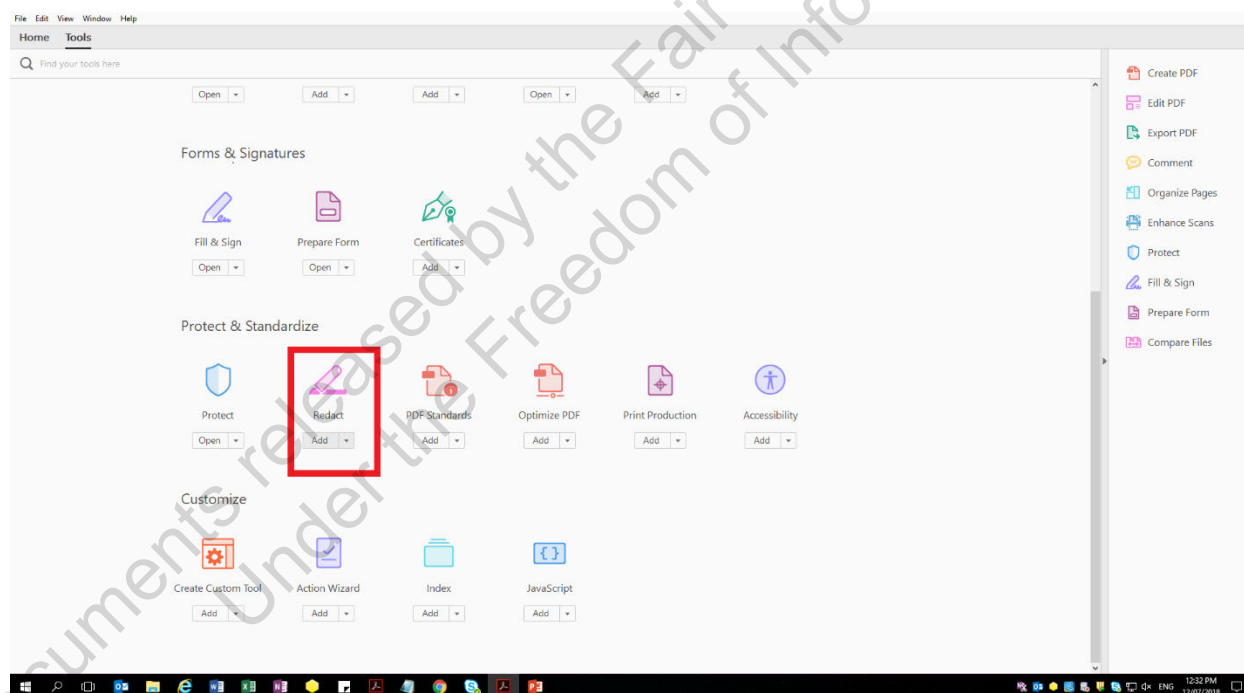 File Edit View Window Help
Home Tools
Find your tools here
Open Add Add Open Add
Forms & Signatures
Fill & Sign Prepare Form Certificates
Open Open Add
Protect & Standardize
Protect Redact PDF Standards Optimize PDF Print Production Accessibility
Open Add Add Add Add Add
Customize
Create Custom Tool Action Wizard Index JavaScript
Add Add Add Add
Create PDF
Edit PDF
Export PDF
Comment
Organize Pages
Enhance Scans
Protect
Fill & Sign
Prepare Form
Compare Files
ENG 12:32 PM
12/07/2018
uments released by the Fair
Under the Freedom of Info